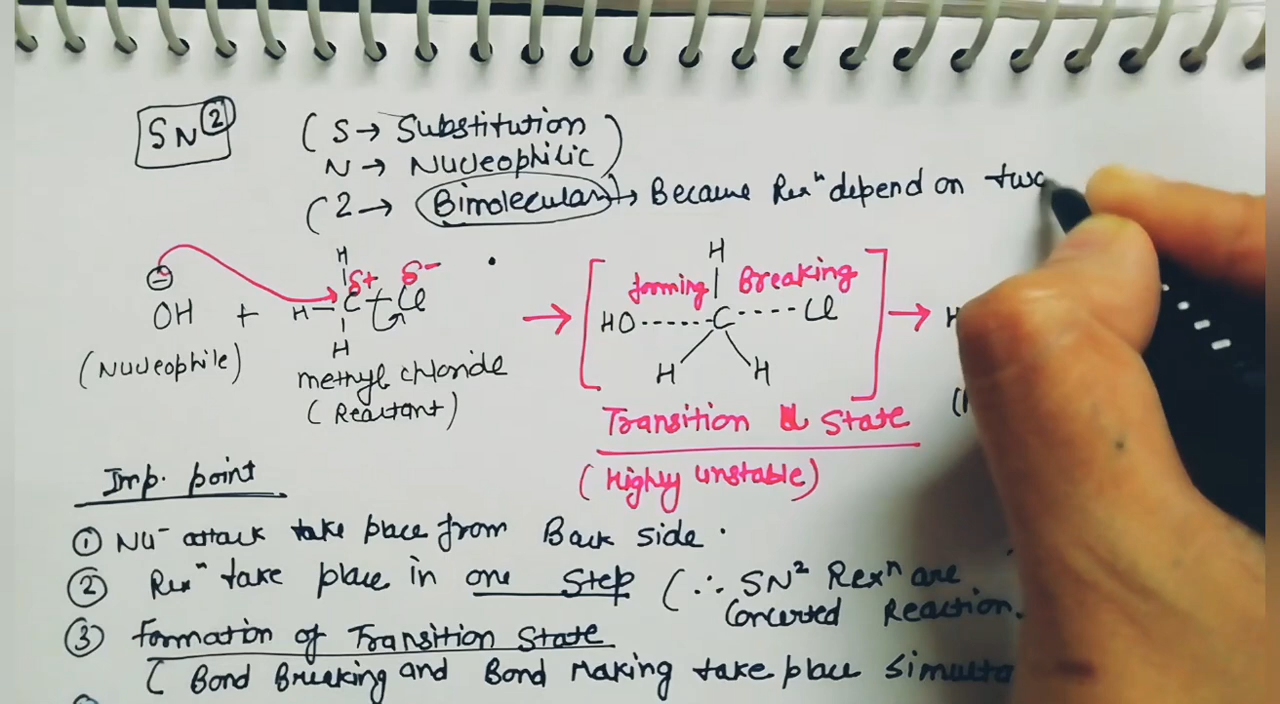 SN②
( S → Substitution
N → Nucleophilic )
( 2 → Bimolecular) → Because Rexⁿ depend on two
H
δ+ δ-
⊖
OH + H-C-Cl
H
(Nucleophile)
methyl chloride
( Reactant )
→
H
forming Breaking
HO------C----Cl
H H
→ H
Transition State
( Highly unstable )
Imp. point
① Nu⁻ attack take place from Back side.
② Rexⁿ take place in one Step ( ∴ SN² Rexⁿ are
Concerted Reaction.
③ formation of Transition State
( Bond Breaking and Bond Making take place